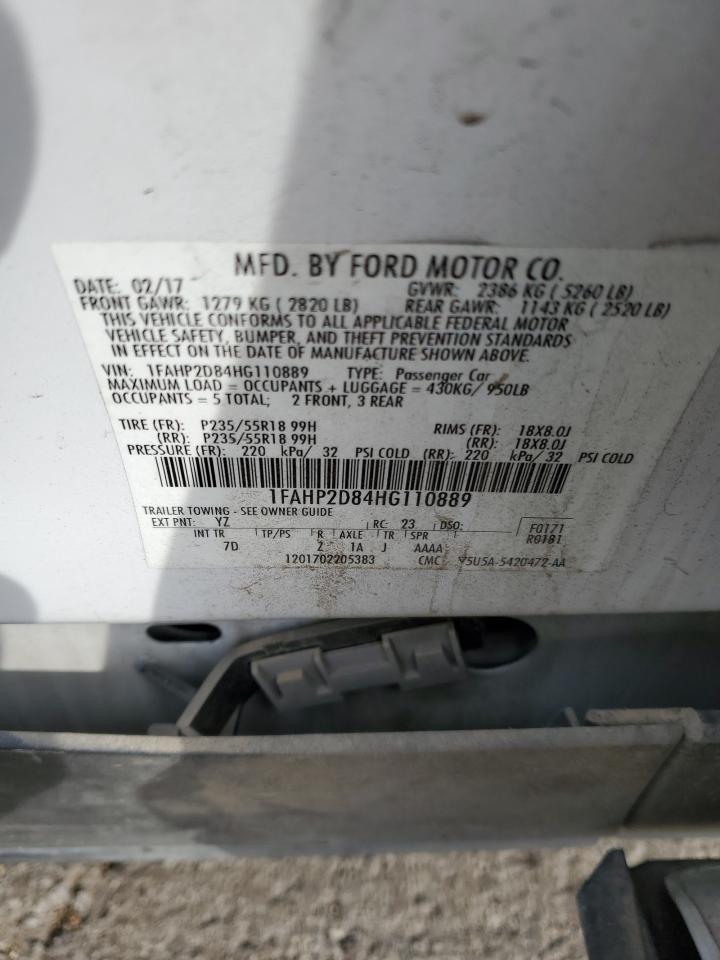 MFD. BY FORD MOTOR CO.
DATE: 02/17 GVWR: 2386 KG ( 5260 LB)
FRONT GAWR: 1279 KG ( 2820 LB) REAR GAWR: 1143 KG ( 2520 LB)
THIS VEHICLE CONFORMS TO ALL APPLICABLE FEDERAL MOTOR
VEHICLE SAFETY, BUMPER, AND THEFT PREVENTION STANDARDS
IN EFFECT ON THE DATE OF MANUFACTURE SHOWN ABOVE.
VIN: 1FAHP2D84HG110889 TYPE: Passenger Car
MAXIMUM LOAD = OCCUPANTS + LUGGAGE = 430KG/ 950LB
OCCUPANTS = 5 TOTAL; 2 FRONT, 3 REAR
TIRE (FR): P235/55R18 99H RIMS (FR): 18X8.0J
(RR): P235/55R18 99H (RR): 18X8.0J
PRESSURE (FR): 220 kPa/ 32 PSI COLD (RR): 220 kPa/ 32 PSI COLD
1FAHP2D84HG110889
TRAILER TOWING - SEE OWNER GUIDE
EXT PNT: YZ RC: 23 DSO: F0171
INT TR TP/PS R AXLE TR SPR R0181
7D 2 1A J AAAA
1201702205383 CMC 5U5A-5420472-AA